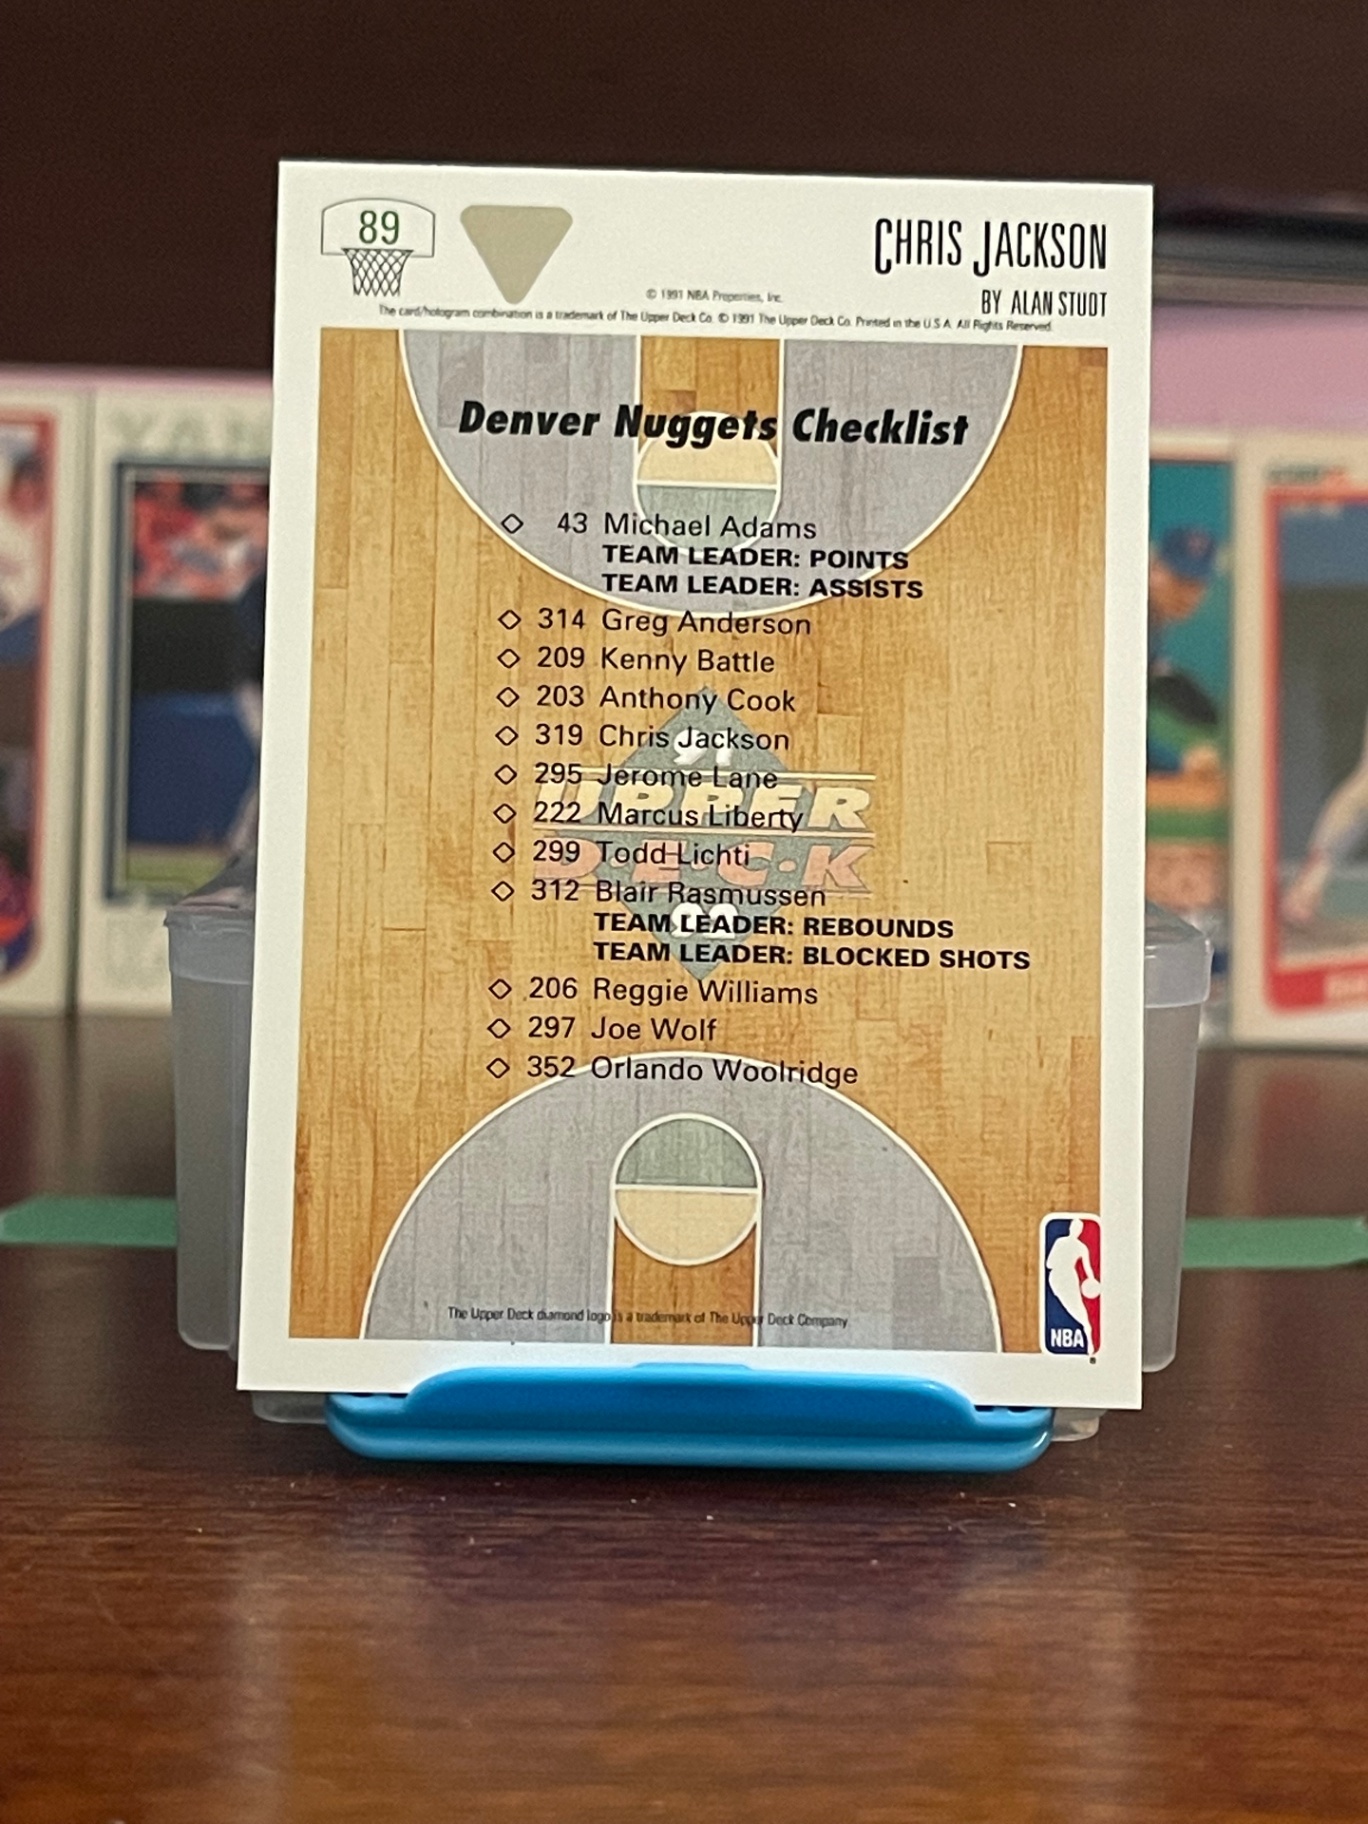 89
CHRIS JACKSON
BY ALAN STUDT
© 1991 NBA Properties, Inc.
The card/hologram combination is a trademark of The Upper Deck Co. © 1991 The Upper Deck Co. Printed in the U.S.A. All Rights Reserved.
Denver Nuggets Checklist
43 Michael Adams
TEAM LEADER: POINTS
TEAM LEADER: ASSISTS
314 Greg Anderson
209 Kenny Battle
203 Anthony Cook
319 Chris Jackson
295 Jerome Lane
222 Marcus Liberty
299 Todd Lichti
312 Blair Rasmussen
TEAM LEADER: REBOUNDS
TEAM LEADER: BLOCKED SHOTS
206 Reggie Williams
297 Joe Wolf
352 Orlando Woolridge
91
UPPER
D·E·C·K
92
The Upper Deck diamond logo is a trademark of The Upper Deck Company.
NBA